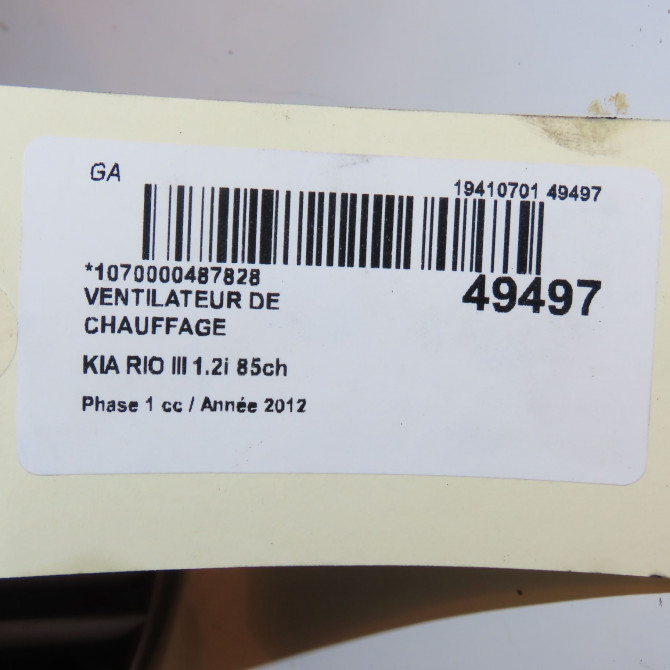 GA
19410701 49497
*1070000487828
49497
VENTILATEUR DE
CHAUFFAGE
KIA RIO III 1.2i 85ch
Phase 1 cc / Année 2012